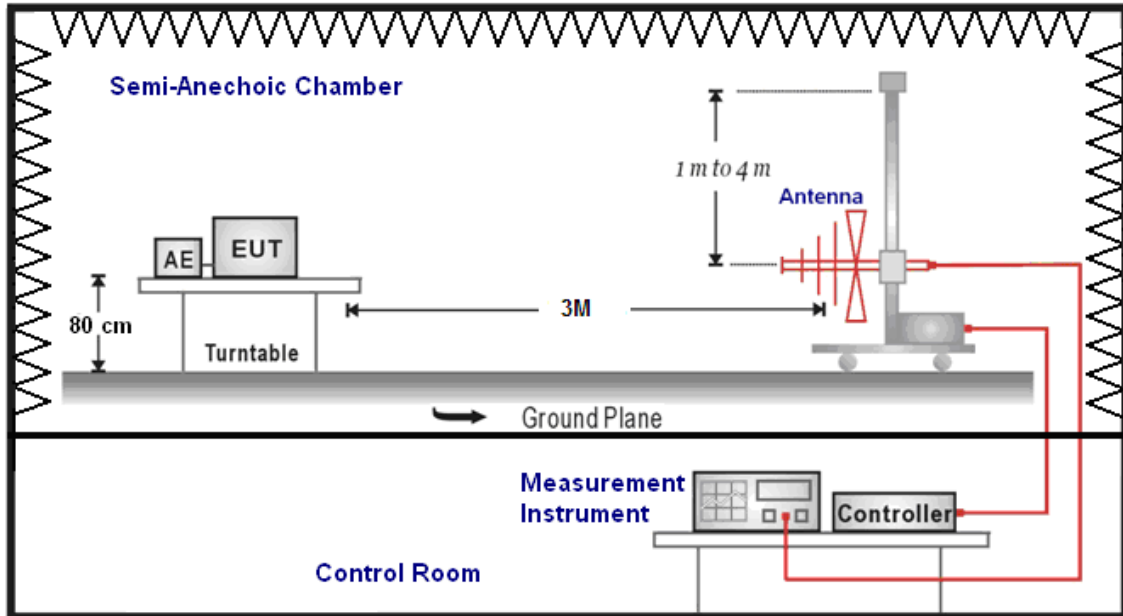 Semi-Anechoic Chamber
1 m to 4 m
Antenna
AE
EUT
80 cm
3M
Turntable
Ground Plane
Measurement
Instrument
Controller
Control Room